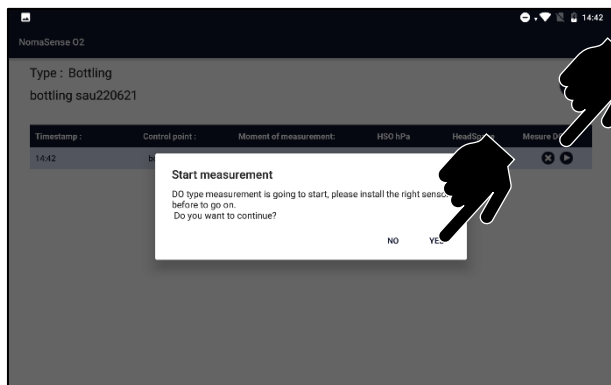 14:42
NomaSense O2
Type : Bottling
bottling sau220621
Timestamp : Control point : Moment of measurement: HSO hPa HeadSpace Mesure
14:42
Start measurement
DO type measurement is going to start, please install the right
before to go on.
Do you want to continue?
NO YES